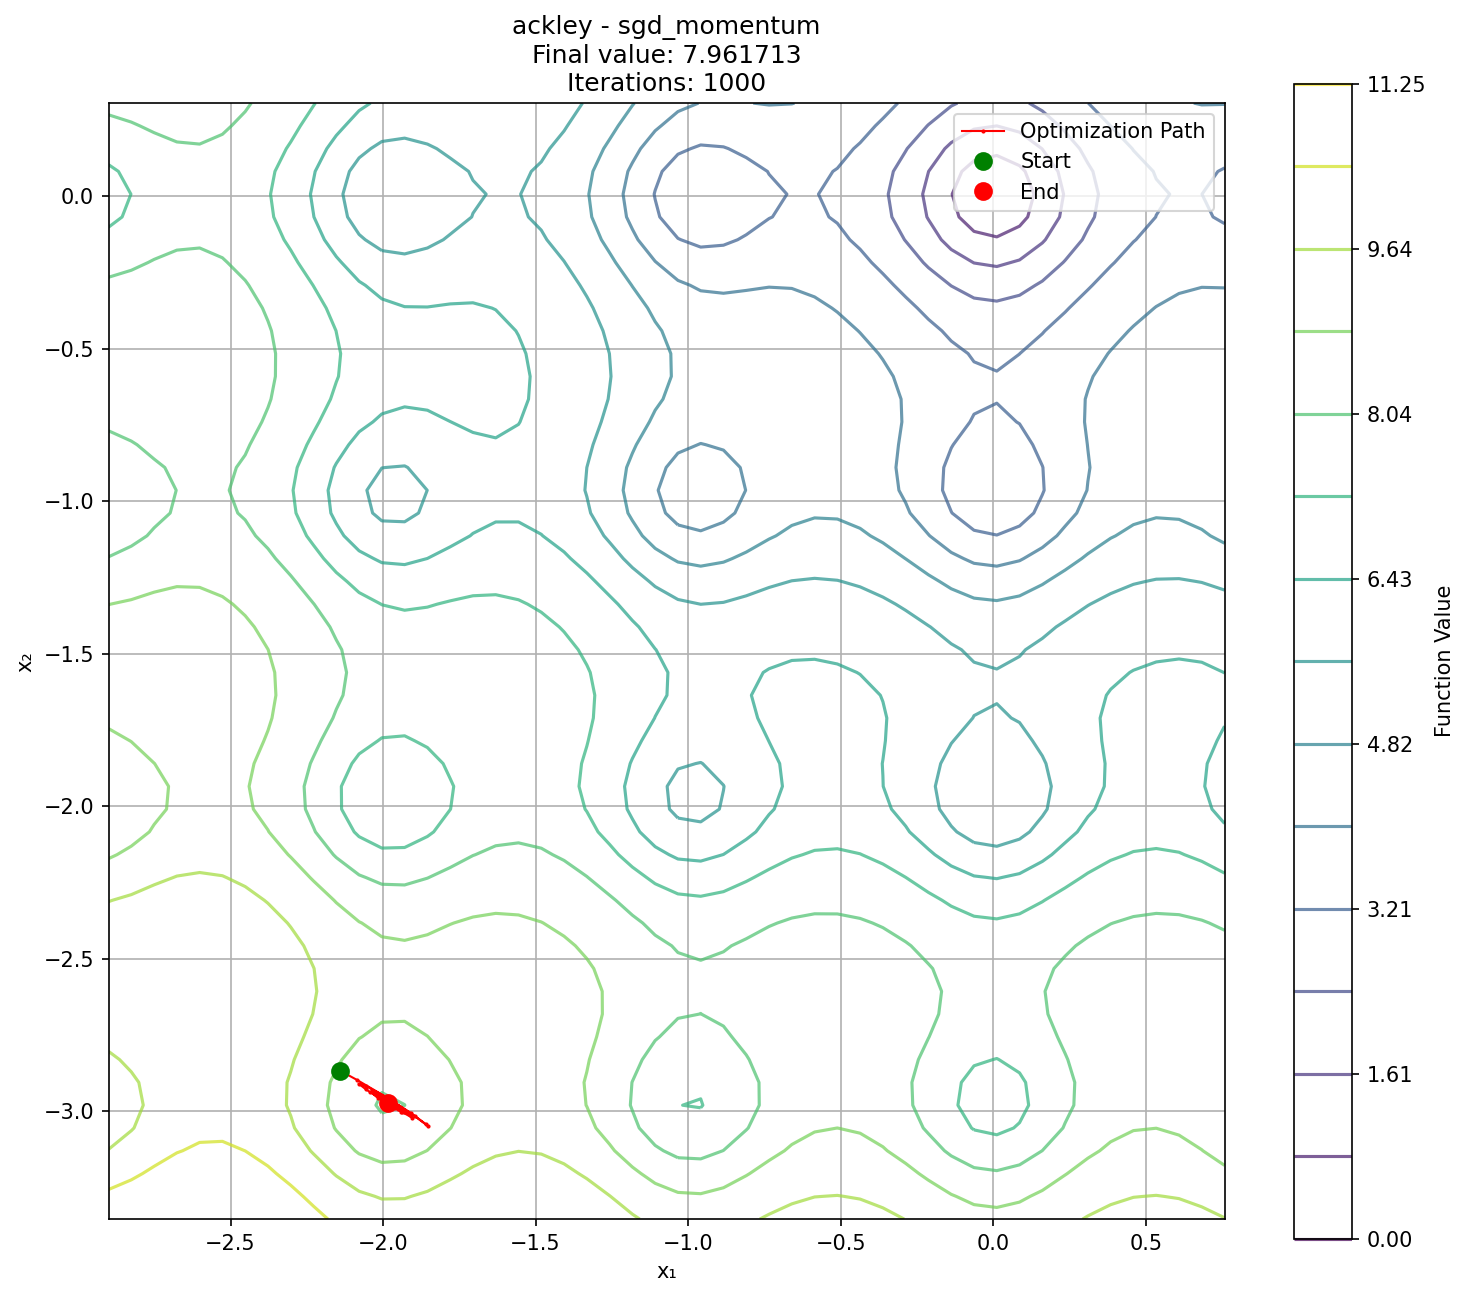 ackley - sgd_momentum
Final value: 7.961713
Iterations: 1000
Optimization Path
Start
End
0.0
−0.5
−1.0
−1.5
−2.0
−2.5
−3.0
x₂
−2.5
−2.0
−1.5
−1.0
−0.5
0.0
0.5
x₁
11.25
9.64
8.04
6.43
4.82
3.21
1.61
0.00
Function Value